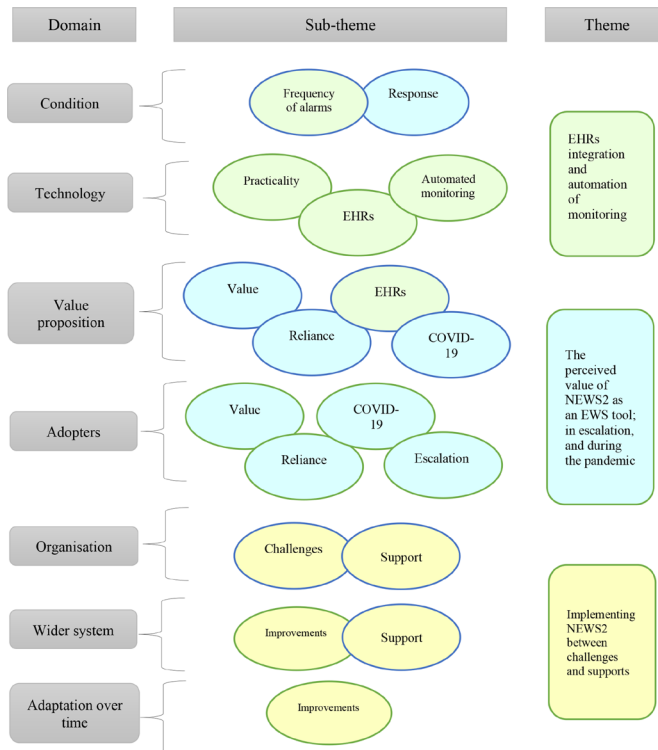 Domain
Sub-theme
Theme
Condition
Frequency
of alarms
Response
EHRs
integration
and
automation
of
monitoring
Technology
Practicality
EHRs
Automated
monitoring
Value
proposition
Value
Reliance
EHRs
COVID-
19
The
perceived
value of
NEWS2 as
an EWS tool;
in escalation,
and during
the pandemic
Adopters
Value
Reliance
COVID-
19
Escalation
Organisation
Challenges
Support
Implementing
NEWS2
between
challenges
and supports
Wider system
Improvements
Support
Adaptation over
time
Improvements